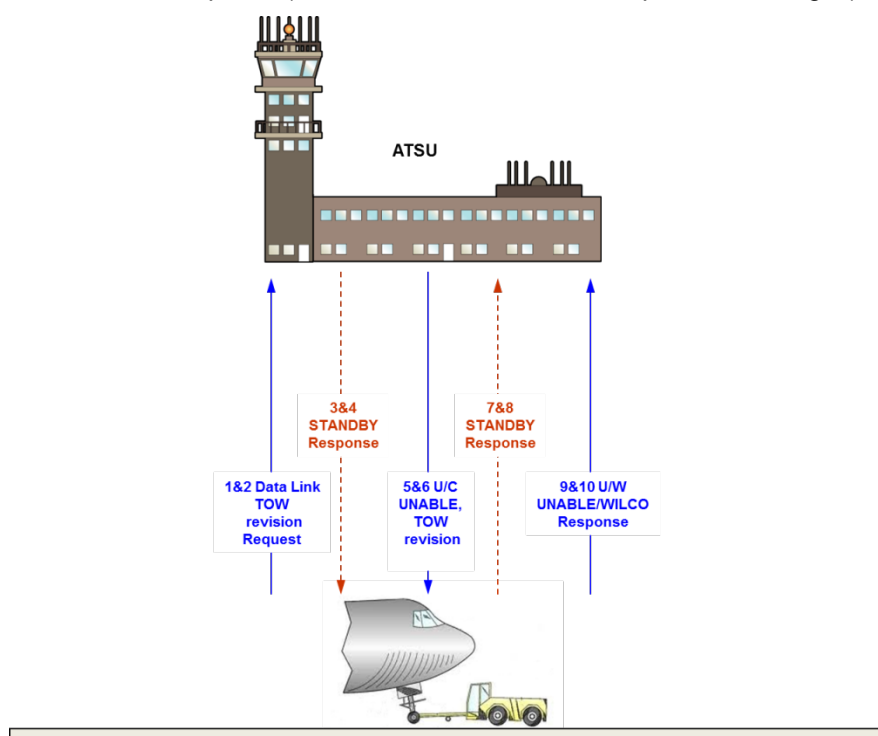 ATSU
3&4
STANDBY
Response
7&8
STANDBY
Response
1&2 Data Link
TOW
revision
Request
5&6 U/C
UNABLE,
TOW
revision
9&10 U/W
UNABLE/WILCO
Response